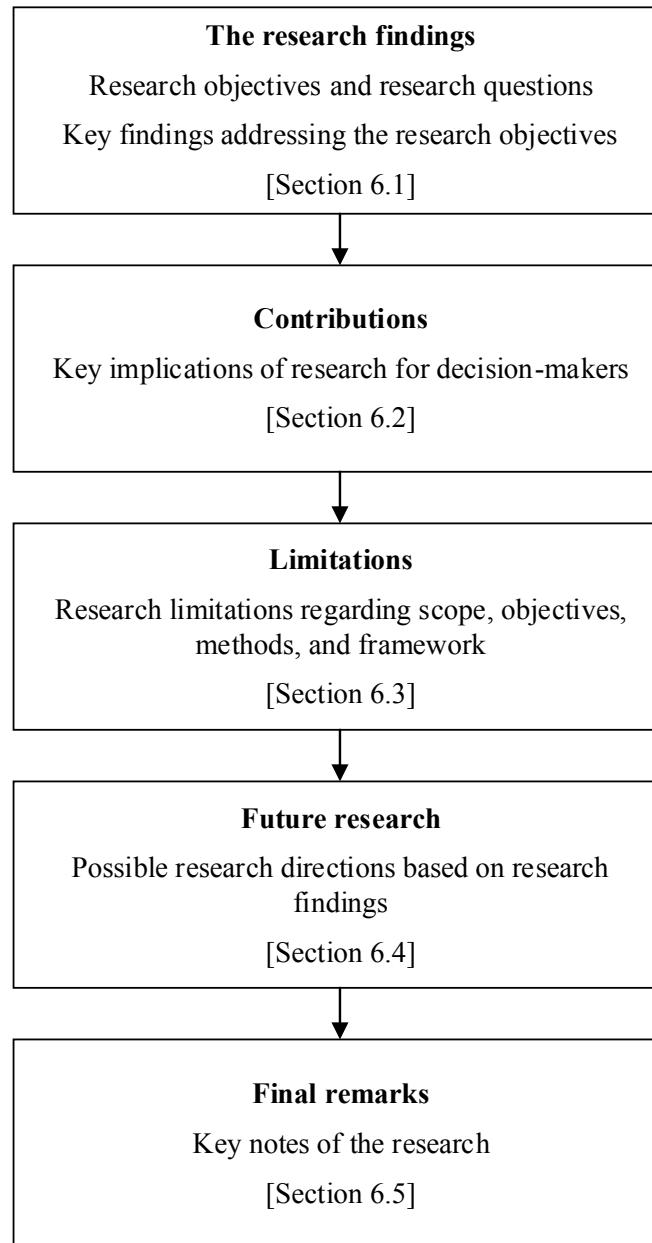 The research findings
Research objectives and research questions
Key findings addressing the research objectives
[Section 6.1]
Contributions
Key implications of research for decision-makers
[Section 6.2]
Limitations
Research limitations regarding scope, objectives,
methods, and framework
[Section 6.3]
Future research
Possible research directions based on research
findings
[Section 6.4]
Final remarks
Key notes of the research
[Section 6.5]